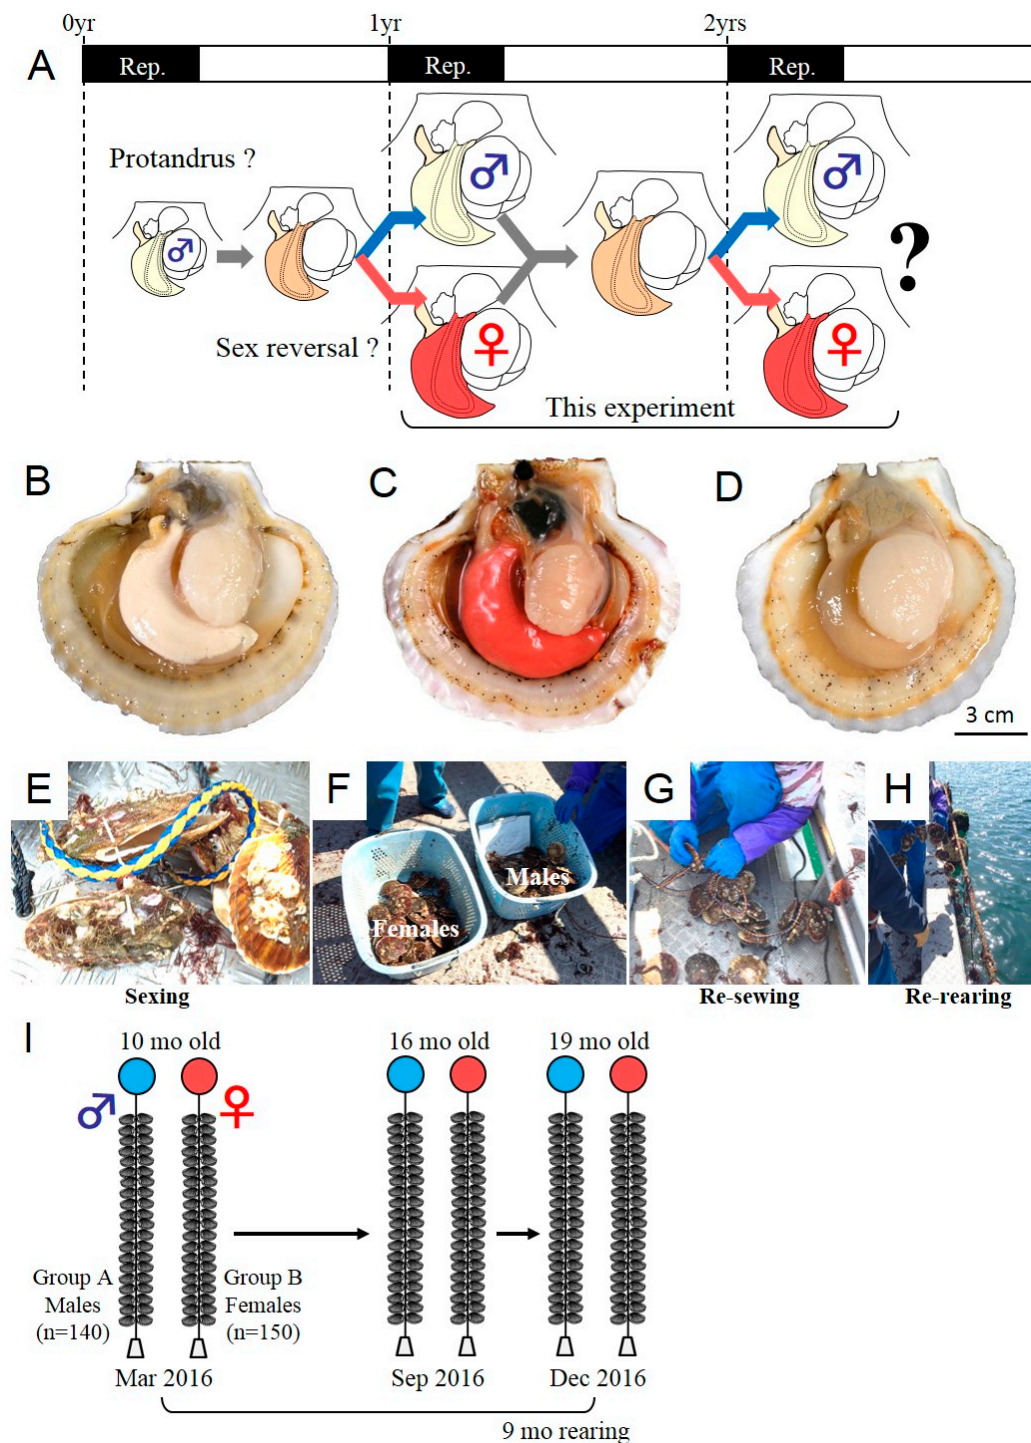 0yr 1yr 2yrs
A
Rep. Rep. Rep.
Protandrus ?
♂ ♂ ♂
?
Sex reversal ?
♀ ♀
This experiment
B C D
3 cm
E F G H
Females Males
Sexing Re-sewing Re-rearing
I
10 mo old 16 mo old 19 mo old
♂ ♀
Group A
Males
(n=140)
Group B
Females
(n=150)
Mar 2016 Sep 2016 Dec 2016
9 mo rearing